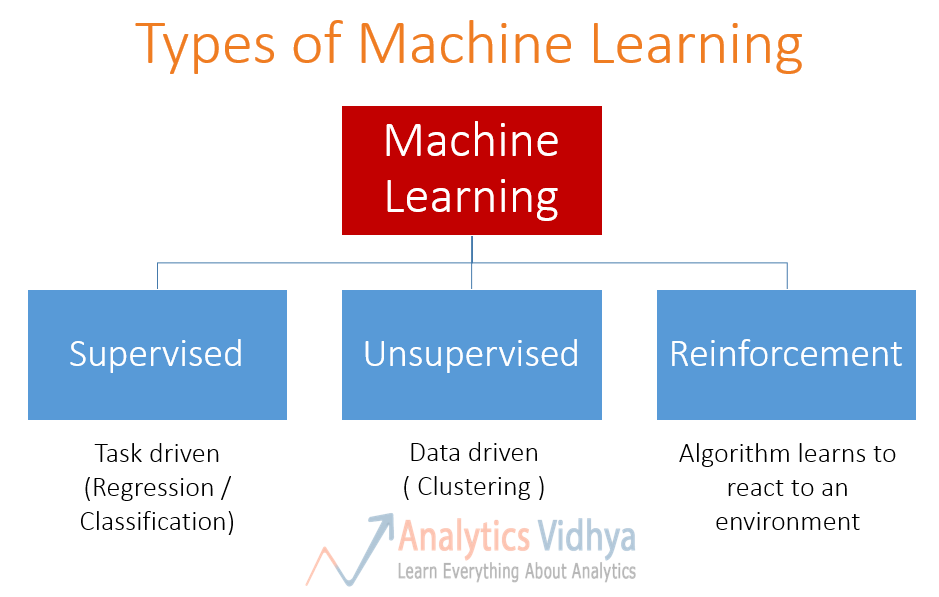 Types of Machine Learning
Machine
Learning
Supervised
Unsupervised
Reinforcement
Task driven
(Regression /
Classification)
Data driven
( Clustering )
Algorithm learns to
react to an
environment
Analytics Vidhya
Learn Everything About Analytics